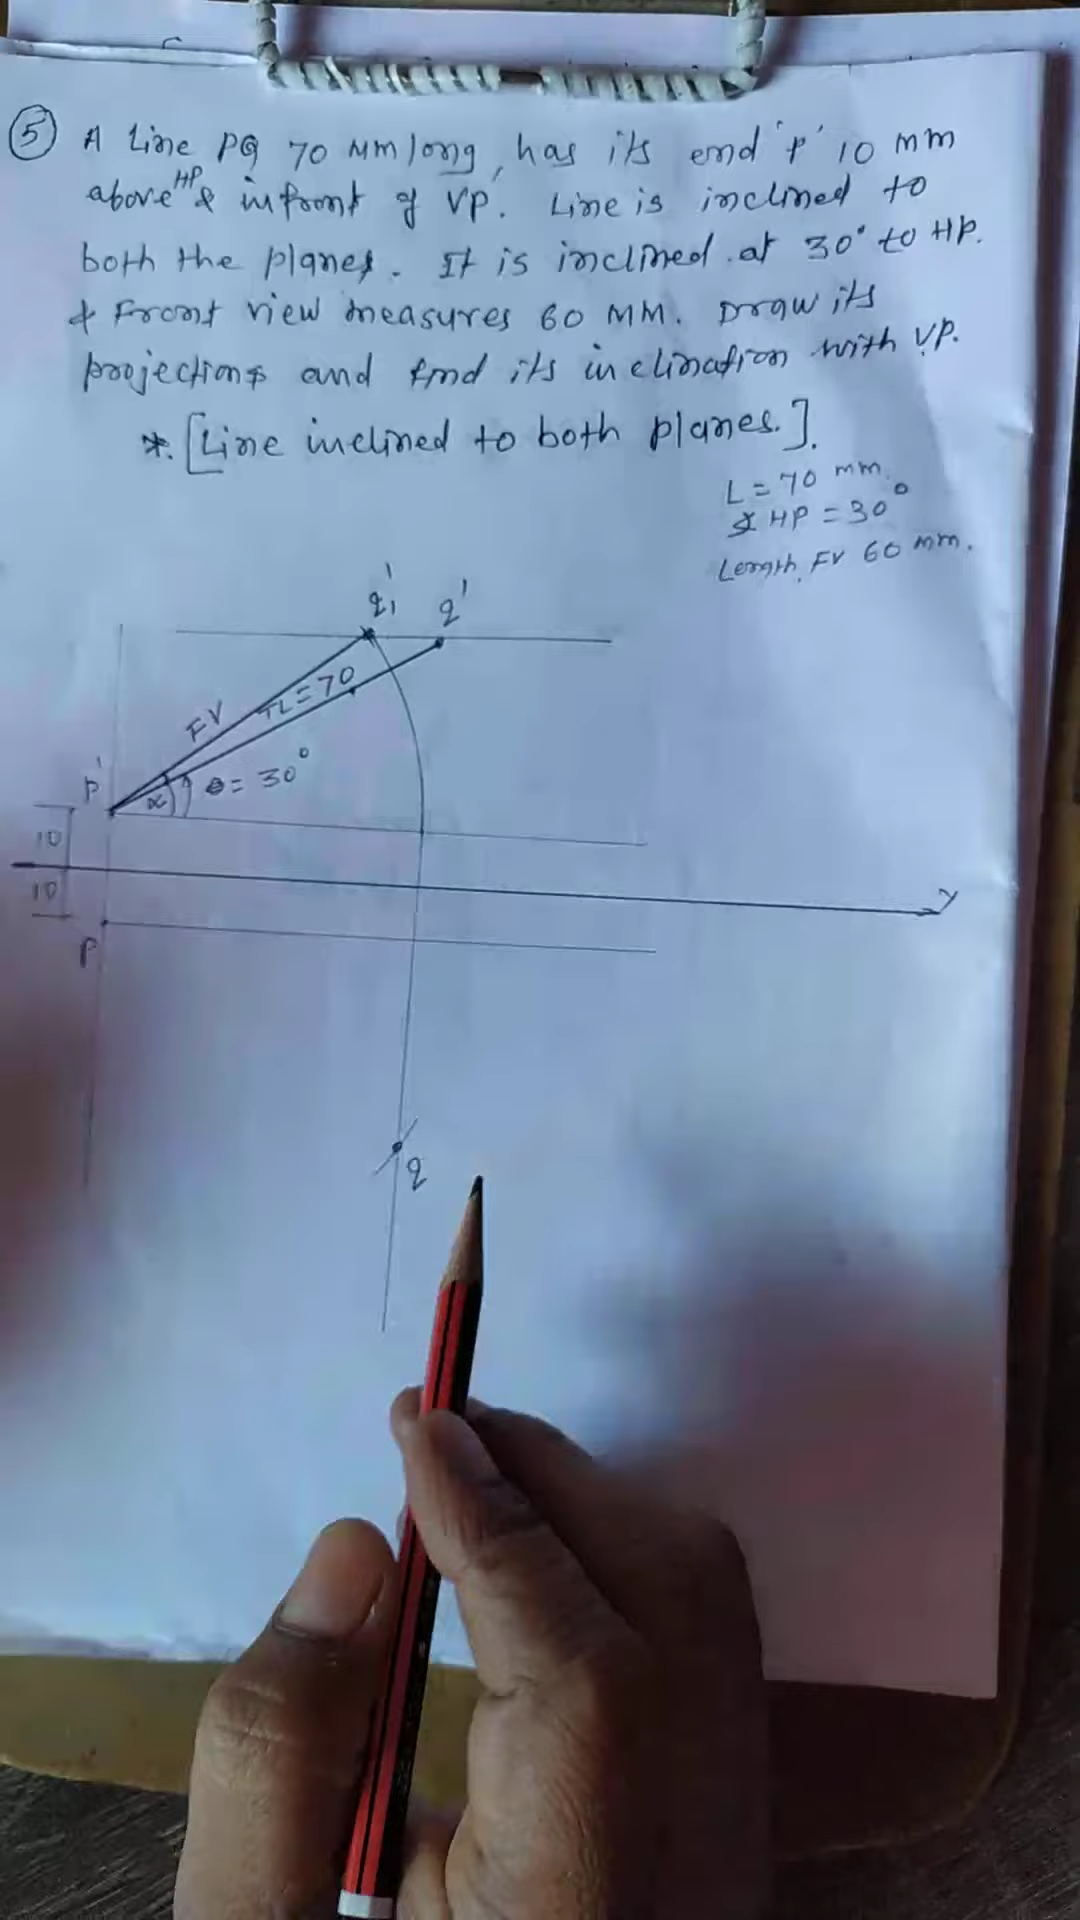 ⑤ A Line PQ 70 MM long, has its end 'P' 10 mm
above HP & infront of VP. Line is inclined to
both the planes. It is inclined at 30° to HP.
& Front view measures 60 MM. Draw its
projections and find its inclination with VP.
*. [Line inclined to both planes.].
L = 70 mm.
∡ HP = 30°
Length FV 60 mm.
q₁' q'
FV TL = 70
p' α θ = 30°
10
10 y
p
q